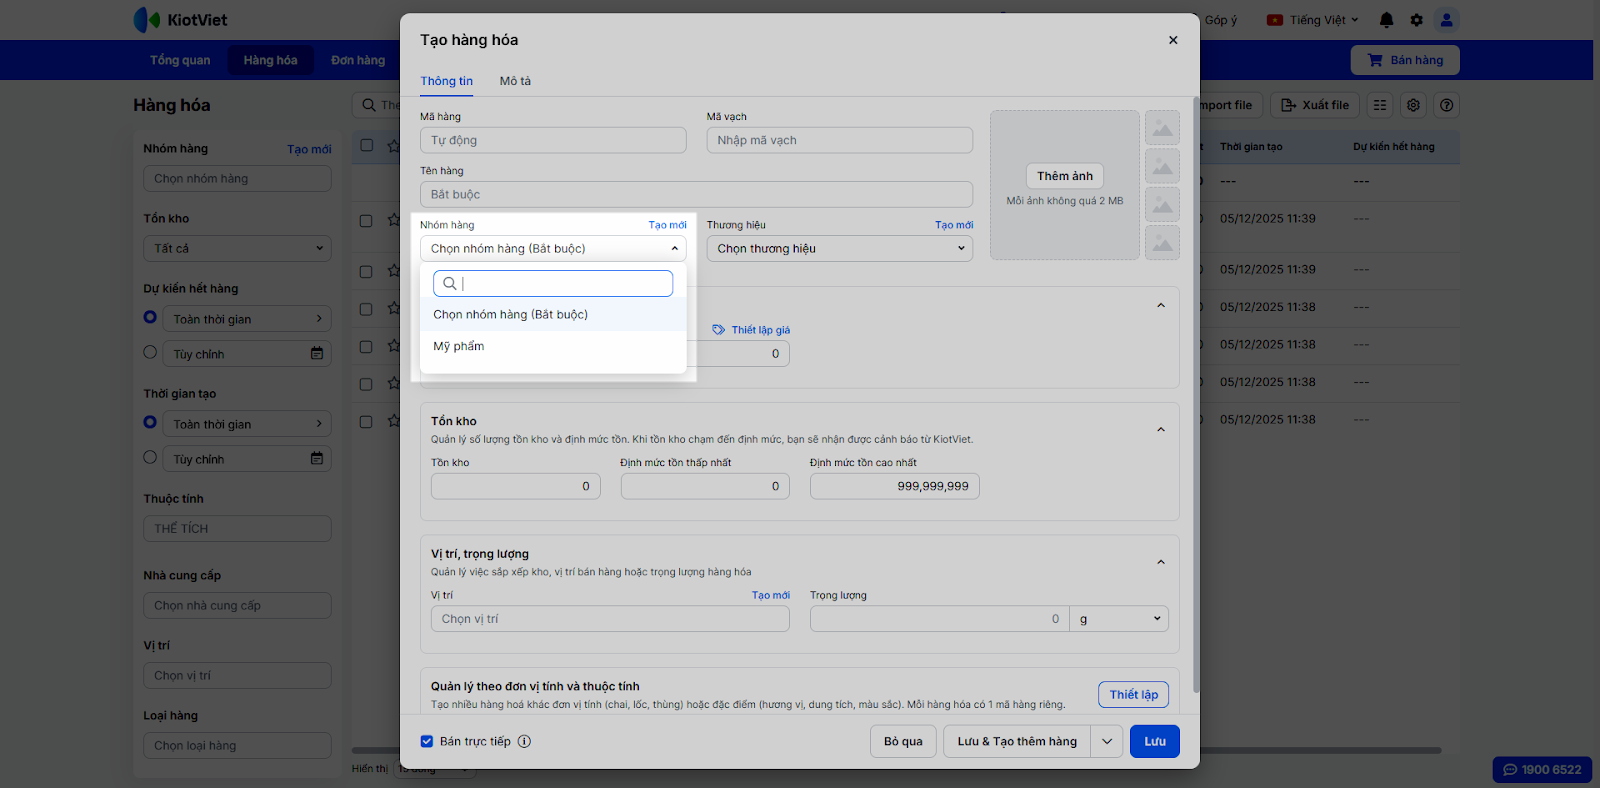 KiotViet
Góp ý
Tiếng Việt
Tổng quan
Hàng hóa
Đơn hàng
Bán hàng
Hàng hóa
The
mport file
Xuất file
Nhóm hàng
Tạo mới
Chọn nhóm hàng
Tồn kho
Tất cả
Dự kiến hết hàng
Toàn thời gian
Tùy chỉnh
Thời gian tạo
Toàn thời gian
Tùy chỉnh
Thuộc tính
THỂ TÍCH
Nhà cung cấp
Chọn nhà cung cấp
Vị trí
Chọn vị trí
Loại hàng
Chọn loại hàng
Tạo hàng hóa
Thông tin
Mô tả
Mã hàng
Mã vạch
Tự động
Nhập mã vạch
Tên hàng
Bắt buộc
Thêm ảnh
Mỗi ảnh không quá 2 MB
Nhóm hàng
Tạo mới
Thương hiệu
Tạo mới
Chọn nhóm hàng (Bắt buộc)
Chọn thương hiệu
Chọn nhóm hàng (Bắt buộc)
Mỹ phẩm
Thiết lập giá
0
Tồn kho
Quản lý số lượng tồn kho và định mức tồn. Khi tồn kho chạm đến định mức, bạn sẽ nhận được cảnh báo từ KiotViet.
Tồn kho
Định mức tồn thấp nhất
Định mức tồn cao nhất
0
0
999,999,999
Vị trí, trọng lượng
Quản lý việc sắp xếp kho, vị trí bán hàng hoặc trọng lượng hàng hóa
Vị trí
Tạo mới
Trọng lượng
Chọn vị trí
0
g
Quản lý theo đơn vị tính và thuộc tính
Tạo nhiều hàng hoá khác đơn vị tính (chai, lốc, thùng) hoặc đặc điểm (hương vị, dung tích, màu sắc). Mỗi hàng hóa có 1 mã hàng riêng.
Thiết lập
Bán trực tiếp
Bỏ qua
Lưu & Tạo thêm hàng
Lưu
Thời gian tạo
Dự kiến hết hàng
---
---
05/12/2025 11:39
---
05/12/2025 11:39
---
05/12/2025 11:38
---
05/12/2025 11:38
---
05/12/2025 11:38
---
05/12/2025 11:38
---
Hiển thị
1900 6522